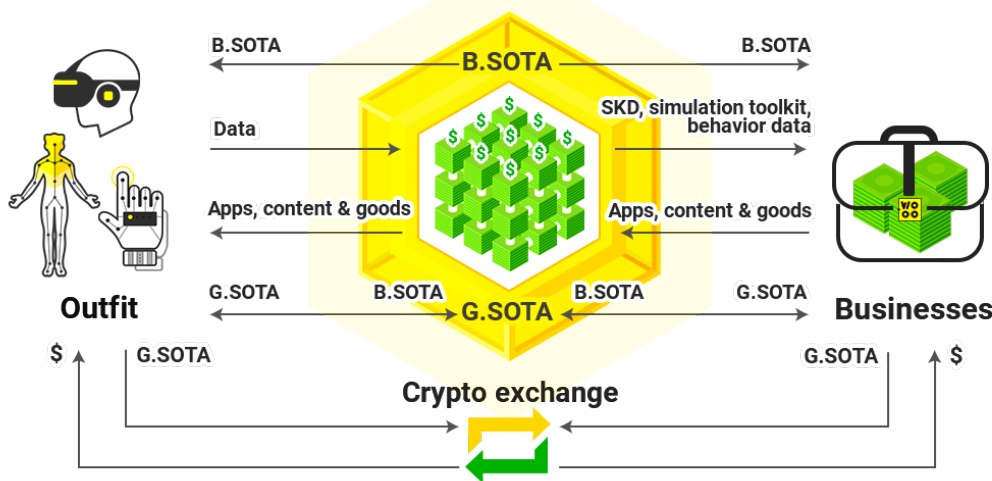 B.SOTA
B.SOTA
B.SOTA
$
$ $
$ $ $
$ $
$
Data
SKD, simulation toolkit,
behavior data
Apps, content & goods
Apps, content & goods
W/O
OO
G.SOTA
B.SOTA
G.SOTA
B.SOTA
G.SOTA
Outfit
Businesses
$
G.SOTA
G.SOTA
$
Crypto exchange